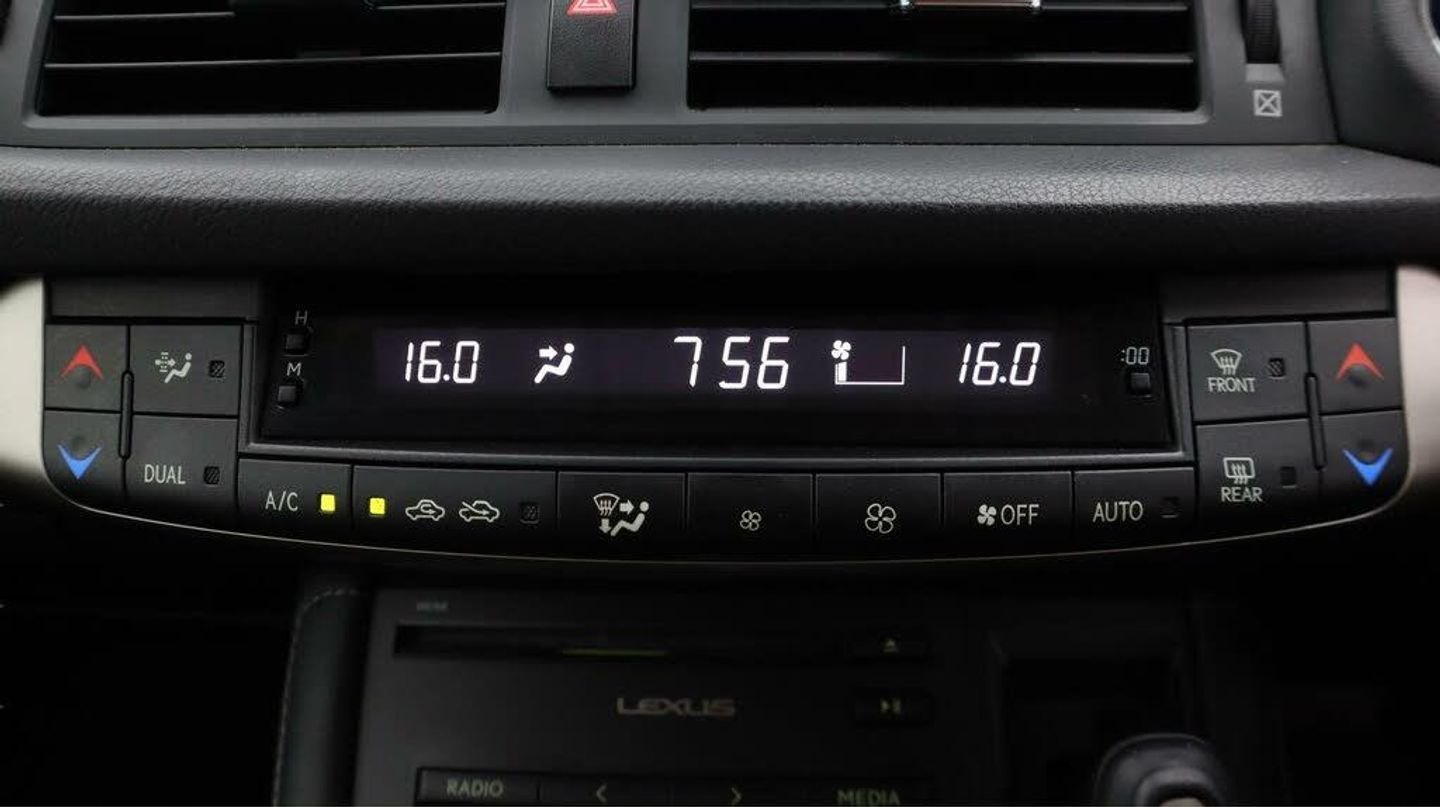 H
M
16.0
7 56
16.0
:00
FRONT
DUAL
REAR
A/C
OFF
AUTO
LEXUS
RADIO
MEDIA